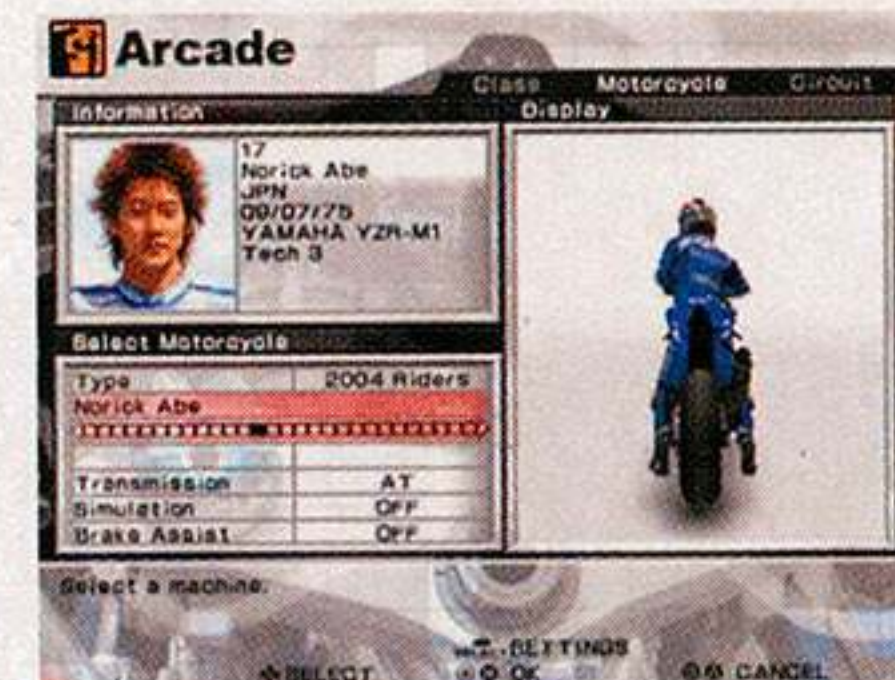 Arcade
Class Motorcycle Circuit
Information
Display
17
Norick Abe
JPN
09/07/75
YAMAHA YZR-M1
Tech 3
Select Motorcycle
Type 2004 Riders
Norick Abe
Transmission AT
Simulation OFF
Brake Assist OFF
Select a machine.
SETTINGS
SELECT OK CANCEL